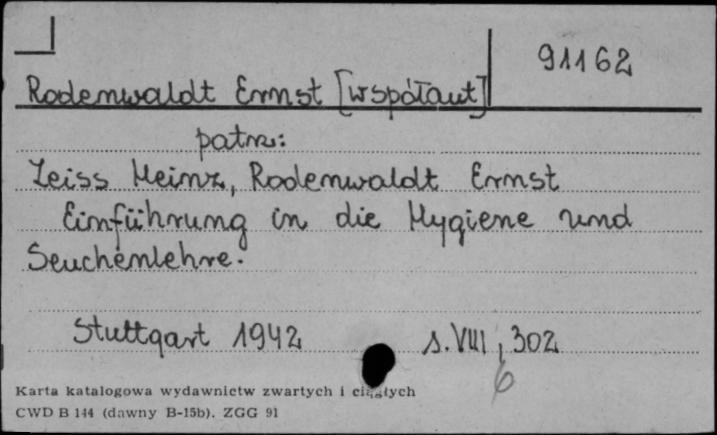 91162
Rodenwaldt Ernst [współaut]
patrz:
Zeiss Heinz, Rodenwaldt Ernst
Einführung in die Hygiene und
Seuchenlehre.
Stuttgart 1942 s. VIII, 302
6
Karta katalogowa wydawnictw zwartych i ciągłych
CWD B 144 (dawny B-15b). ZGG 91